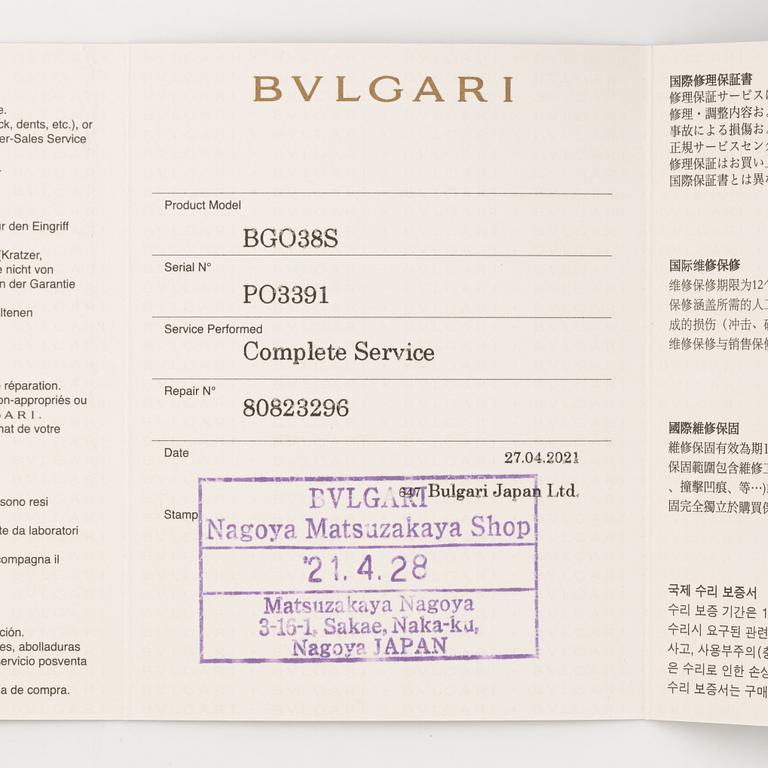 e.
ck, dents, etc.), or
er-Sales Service
r den Eingriff
(Kratzer,
e nicht von
n der Garantie
ltenen
e réparation.
on-appropriés ou
GARI.
hat de votre
sono resi
te da laboratori
compagna il
ción.
es, abolladuras
servicio posventa
a de compra.
BVLGARI
Product Model
BGO38S
Serial N°
PO3391
Service Performed
Complete Service
Repair N°
80823296
Date
27.04.2021
647 Bulgari Japan Ltd.
Stamp
BVLGARI
Nagoya Matsuzakaya Shop
'21.4.28
Matsuzakaya Nagoya
3-16-1, Sakae, Naka-ku,
Nagoya JAPAN
国際修理保証書
修理保証サービスに
修理・調整内容お
事故による損傷お
正規サービスセン
修理保証はお買い
国際保証書とは異
国际维修保修
维修保修期限为12
保修涵盖所需的人
成的损伤（冲击、
维修保修与销售保
國際維修保固
維修保固有效為期1
保固範圍包含維修
、撞擊凹痕、等…)
固完全獨立於購買
국제 수리 보증서
수리 보증 기간은 1
수리시 요구된 관련
사고, 사용부주의(충
은 수리로 인한 손상
수리 보증서는 구매